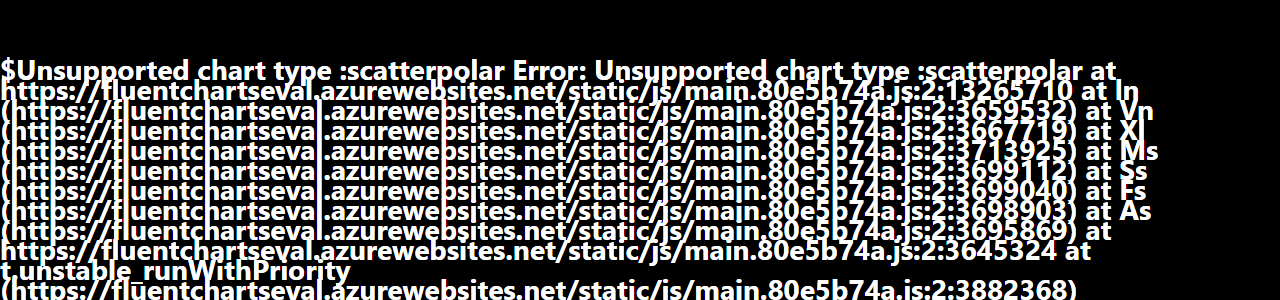 $Unsupported chart type :scatterpolar Error: Unsupported chart type :scatterpolar at
https://fluentchartseval.azurewebsites.net/static/js/main.80e5b74a.js:2:13265710 at ln
(https://fluentchartseval.azurewebsites.net/static/js/main.80e5b74a.js:2:3659532) at Vn
(https://fluentchartseval.azurewebsites.net/static/js/main.80e5b74a.js:2:3667719) at Xl
(https://fluentchartseval.azurewebsites.net/static/js/main.80e5b74a.js:2:3713925) at Ms
(https://fluentchartseval.azurewebsites.net/static/js/main.80e5b74a.js:2:3699112) at Ss
(https://fluentchartseval.azurewebsites.net/static/js/main.80e5b74a.js:2:3699040) at Fs
(https://fluentchartseval.azurewebsites.net/static/js/main.80e5b74a.js:2:3698903) at As
(https://fluentchartseval.azurewebsites.net/static/js/main.80e5b74a.js:2:3695869) at
https://fluentchartseval.azurewebsites.net/static/js/main.80e5b74a.js:2:3645324 at
t.unstable_runWithPriority
(https://fluentchartseval.azurewebsites.net/static/js/main.80e5b74a.js:2:3882368)